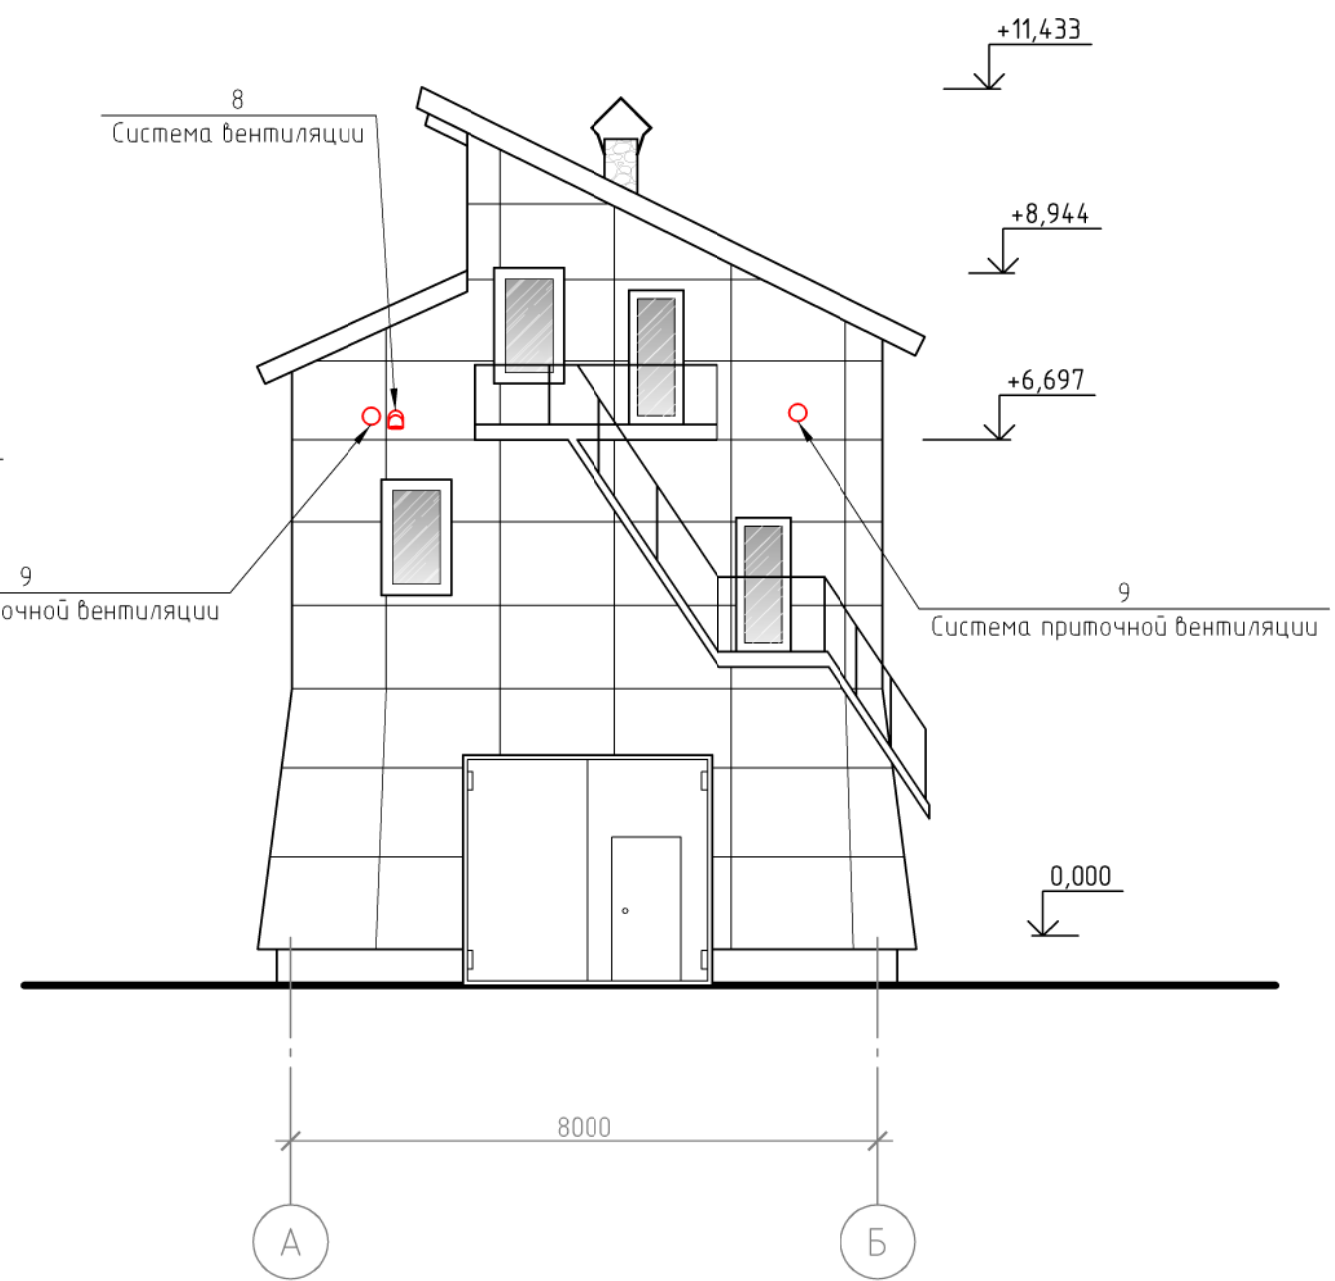 +11,433
8
Система вентиляции
+8,944
+6,697
9
очной вентиляции
9
Система приточной вентиляции
0,000
8000
А
Б